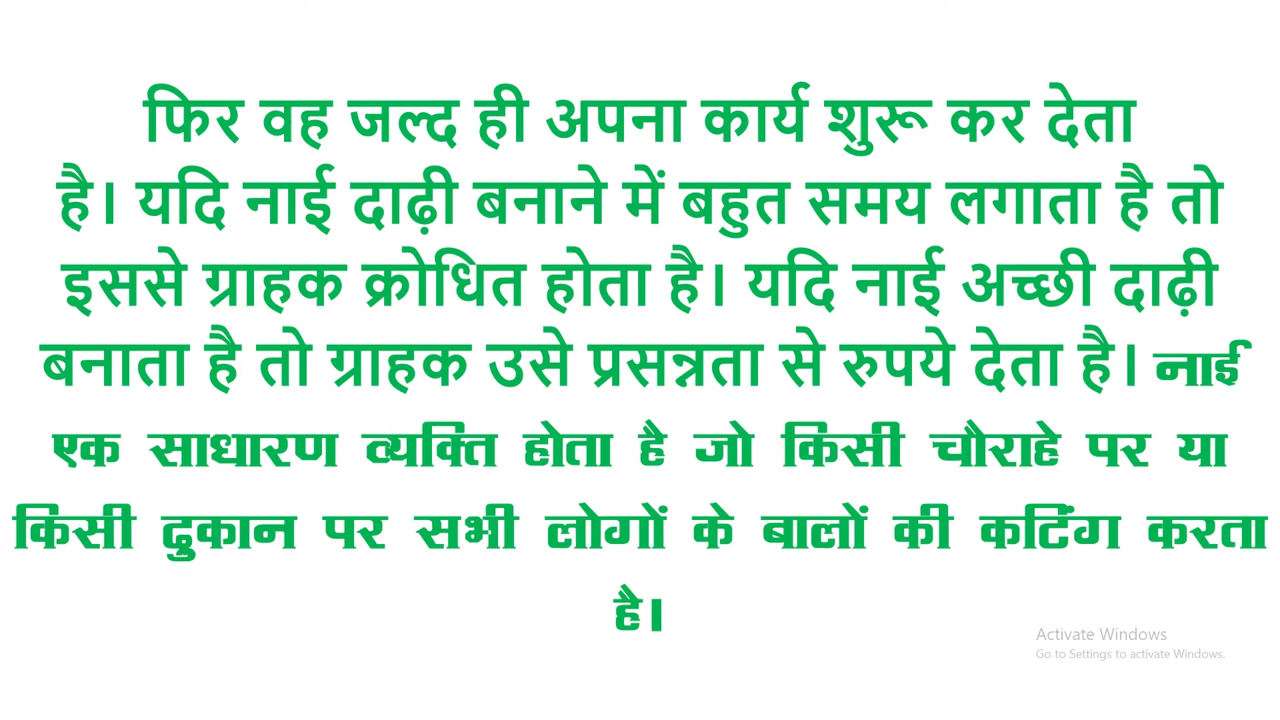 फिर वह जल्द ही अपना कार्य शुरू कर देता
है। यदि नाई दाढ़ी बनाने में बहुत समय लगाता है तो
इससे ग्राहक क्रोधित होता है। यदि नाई अच्छी दाढ़ी
बनाता है तो ग्राहक उसे प्रसन्नता से रुपये देता है। नाई
एक साधारण व्यक्ति होता है जो किसी चौराहे पर या
किसी दुकान पर सभी लोगों के बालों की कटिंग करता
है।
Activate Windows
Go to Settings to activate Windows.